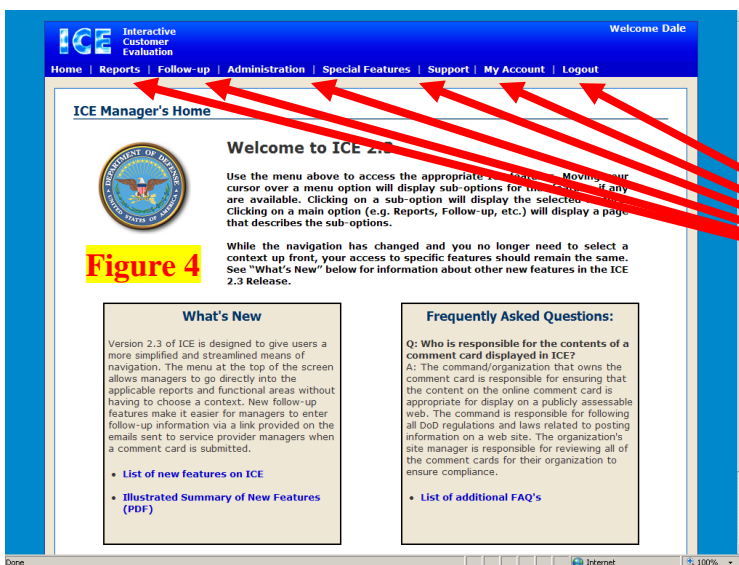 ICE Interactive
Customer
Evaluation
Welcome Dale
Home | Reports | Follow-up | Administration | Special Features | Support | My Account | Logout
ICE Manager's Home
DEPARTMENT OF DEFENSE
UNITED STATES OF AMERICA
Welcome to ICE 2.3
Use the menu above to access the appropriate ICE Moving your
cursor over a menu option will display sub-options for if any
are available. Clicking on a sub-option will display the selected
Clicking on a main option (e.g. Reports, Follow-up, etc.) will display a page
that describes the sub-options.
While the navigation has changed and you no longer need to select a
context up front, your access to specific features should remain the same.
See "What's New" below for information about other new features in the ICE
2.3 Release.
Figure 4
What's New
Version 2.3 of ICE is designed to give users a
more simplified and streamlined means of
navigation. The menu at the top of the screen
allows managers to go directly into the
applicable reports and functional areas without
having to choose a context. New follow-up
features make it easier for managers to enter
follow-up information via a link provided on the
emails sent to service provider managers when
a comment card is submitted.
• List of new features on ICE
• Illustrated Summary of New Features
(PDF)
Frequently Asked Questions:
Q: Who is responsible for the contents of a
comment card displayed in ICE?
A: The command/organization that owns the
comment card is responsible for ensuring that
the content on the online comment card is
appropriate for display on a publicly assessable
web. The command is responsible for following
all DoD regulations and laws related to posting
information on a web site. The organization's
site manager is responsible for reviewing all of
the comment cards for their organization to
ensure compliance.
• List of additional FAQ's
Done
Internet
100%